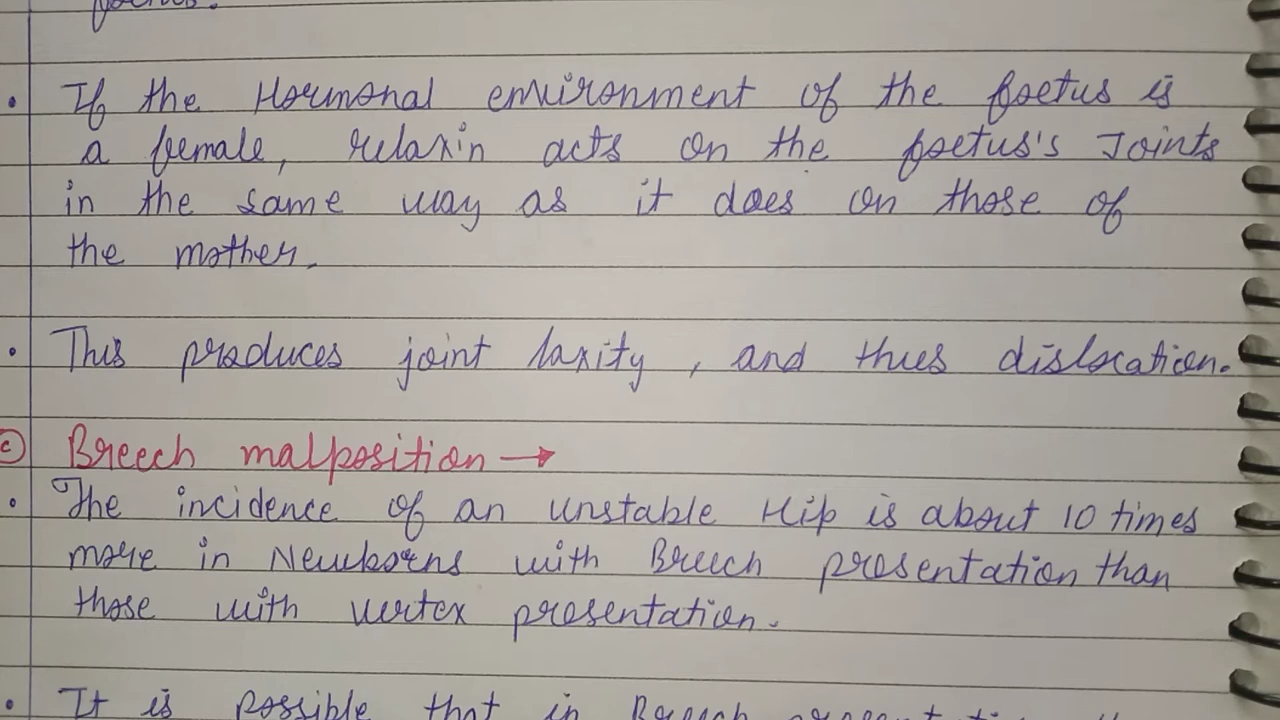 • If the Hormonal environment of the foetus is
a female, relaxin acts on the foetus's Joints
in the same way as it does on those of
the mother.
• This produces joint laxity, and thus dislocation.
c) Breech malposition →
• The incidence of an unstable Hip is about 10 times
more in Newborns with Breech presentation than
those with vertex presentation.
• It is possible that in Breech presentation